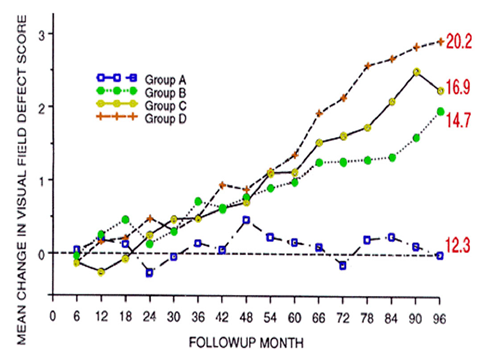 MEAN CHANGE IN VISUAL FIELD DEFECT SCORE
3
2
1
0
Group A
Group B
Group C
Group D
20.2
16.9
14.7
12.3
0 6 12 18 24 30 36 42 48 54 60 66 72 78 84 90 96
FOLLOWUP MONTH